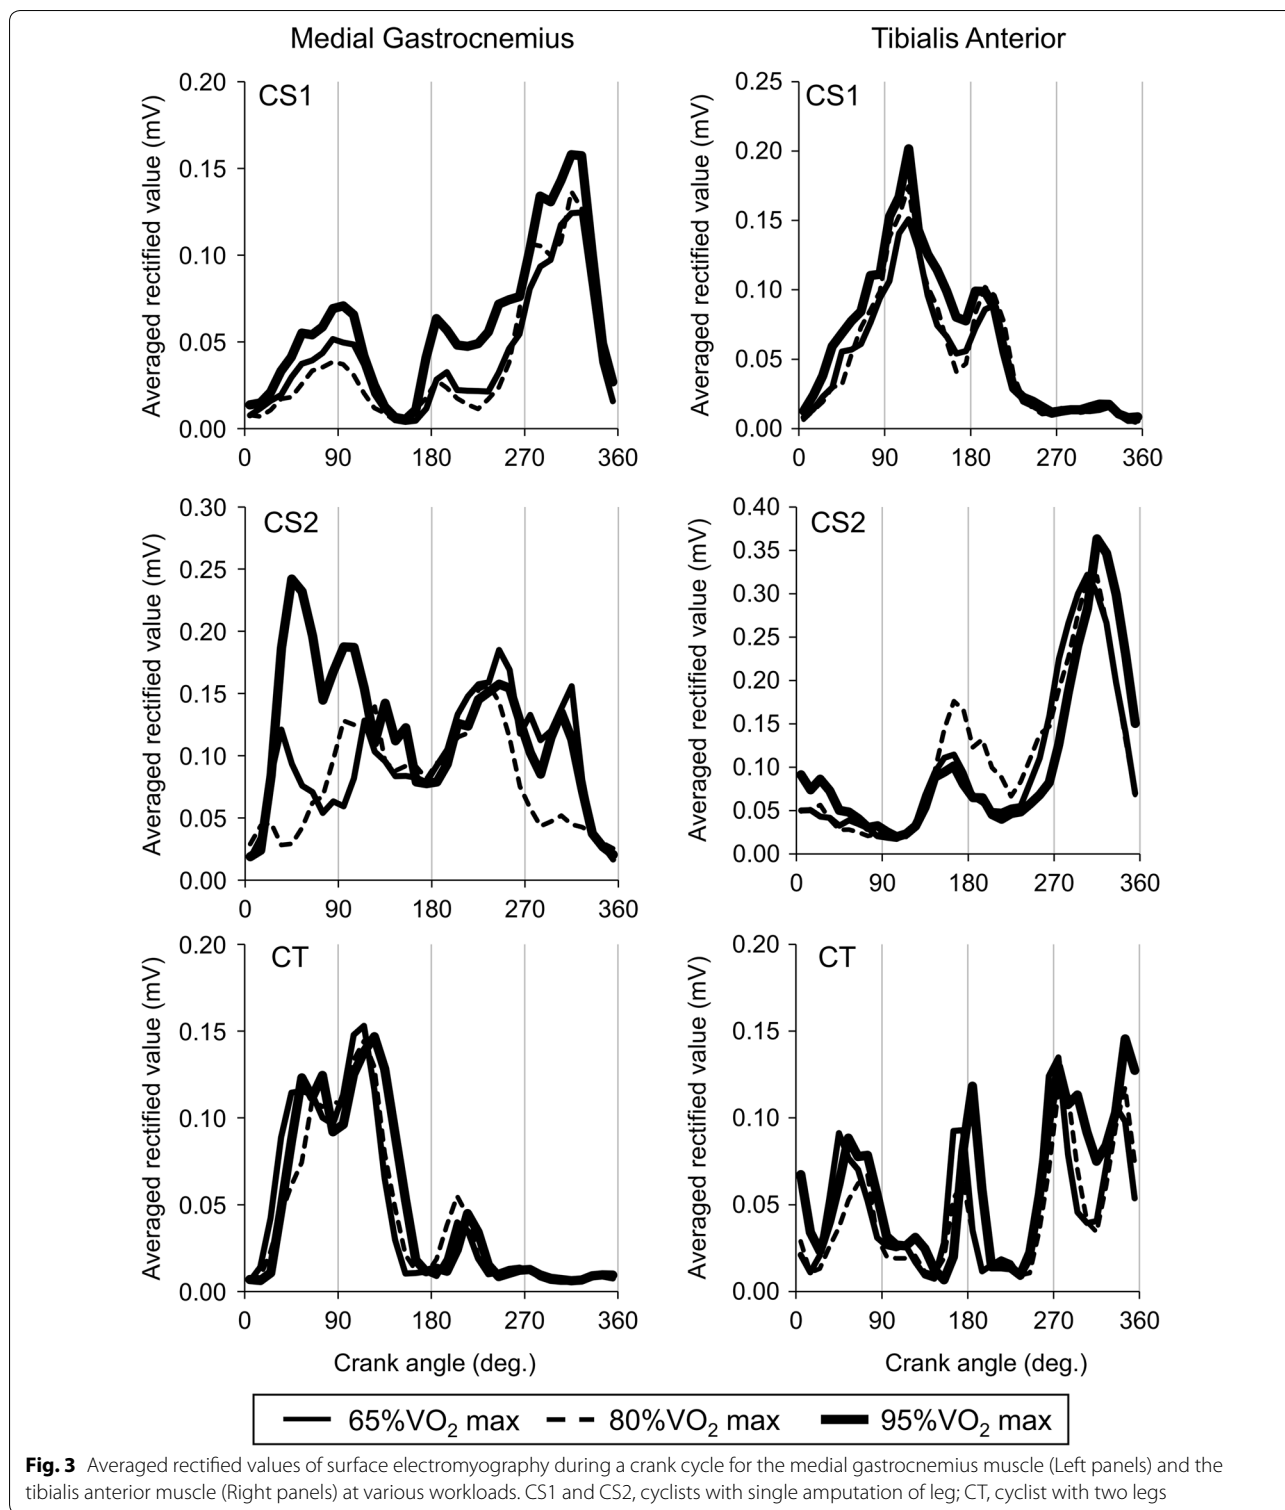 Medial Gastrocnemius
Tibialis Anterior
Averaged rectified value (mV)
CS1
0.20
0.15
0.10
0.05
0.00
0 90 180 270 360
Averaged rectified value (mV)
CS1
0.25
0.20
0.15
0.10
0.05
0.00
0 90 180 270 360
Averaged rectified value (mV)
CS2
0.30
0.25
0.20
0.15
0.10
0.05
0.00
0 90 180 270 360
Averaged rectified value (mV)
CS2
0.40
0.35
0.30
0.25
0.20
0.15
0.10
0.05
0.00
0 90 180 270 360
Averaged rectified value (mV)
CT
0.20
0.15
0.10
0.05
0.00
0 90 180 270 360
Crank angle (deg.)
Averaged rectified value (mV)
CT
0.20
0.15
0.10
0.05
0.00
0 90 180 270 360
Crank angle (deg.)
65%VO₂ max 80%VO₂ max 95%VO₂ max
Fig. 3 Averaged rectified values of surface electromyography during a crank cycle for the medial gastrocnemius muscle (Left panels) and the
tibialis anterior muscle (Right panels) at various workloads. CS1 and CS2, cyclists with single amputation of leg; CT, cyclist with two legs